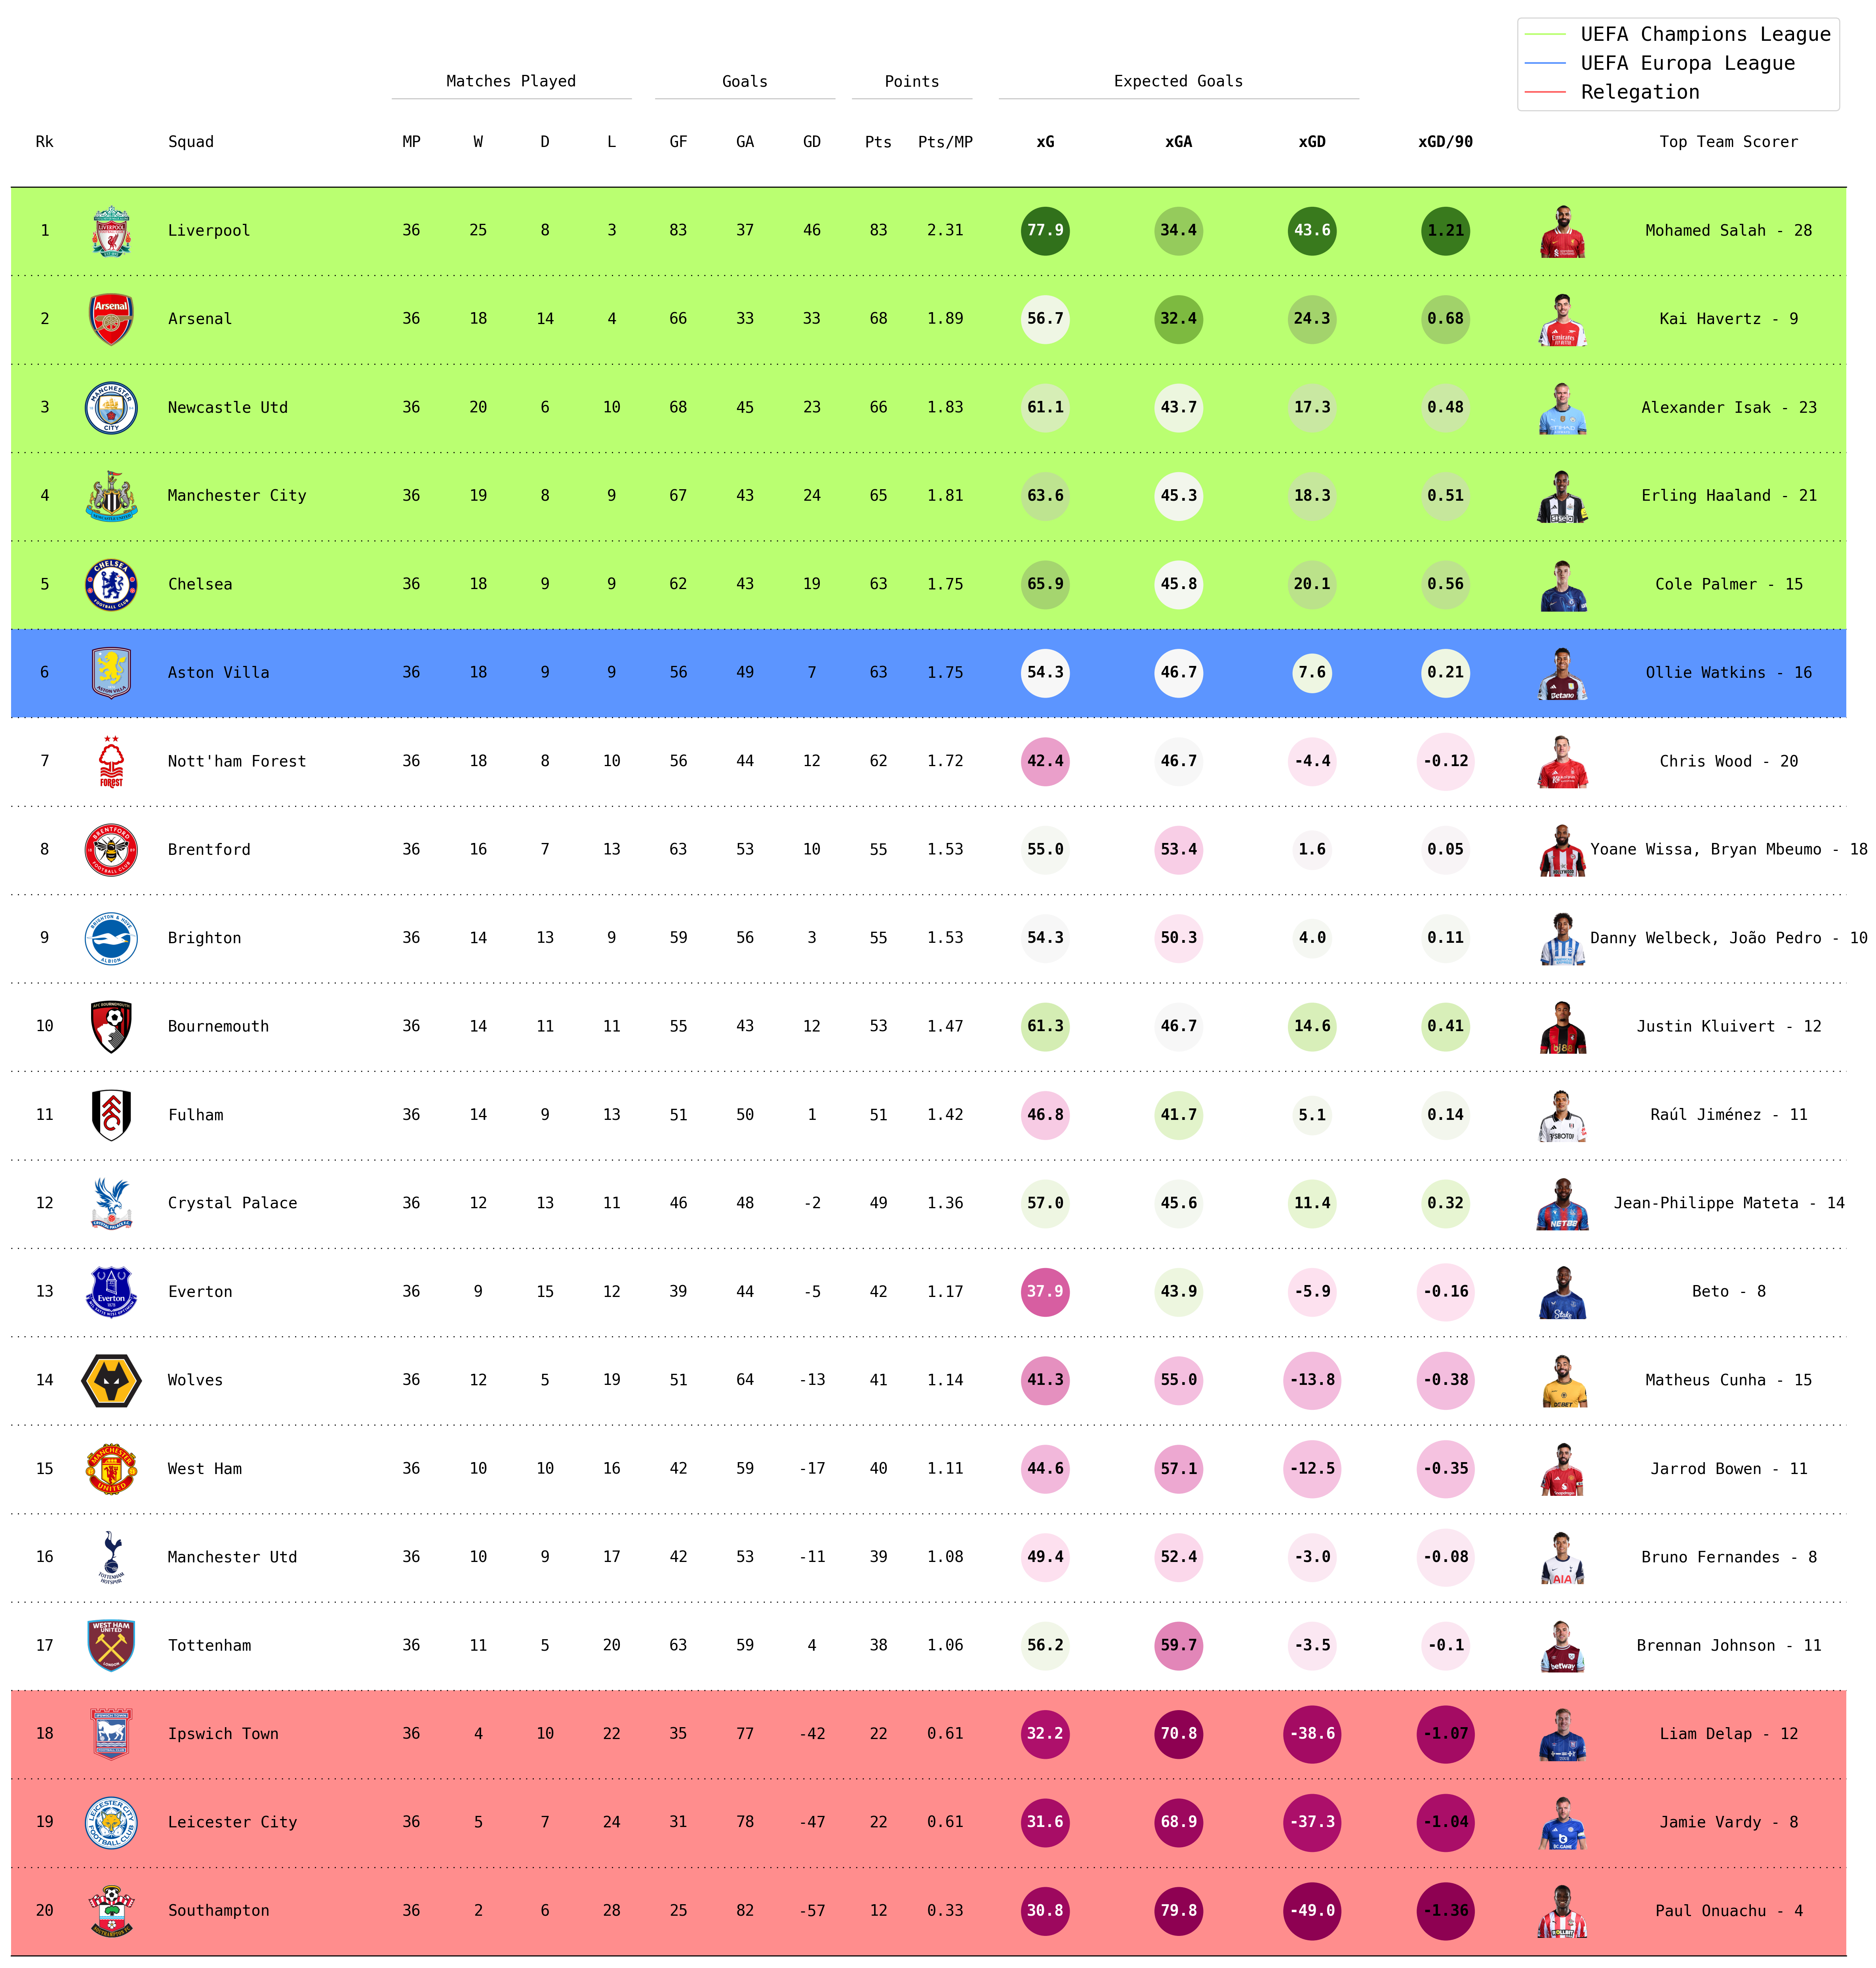 UEFA Champions League
UEFA Europa League
Relegation
Matches Played Goals Points Expected Goals
Rk Squad MP W D L GF GA GD Pts Pts/MP xG xGA xGD xGD/90 Top Team Scorer
1 Liverpool 36 25 8 3 83 37 46 83 2.31 77.9 34.4 43.6 1.21 Mohamed Salah - 28
2 Arsenal 36 18 14 4 66 33 33 68 1.89 56.7 32.4 24.3 0.68 Kai Havertz - 9
3 Newcastle Utd 36 20 6 10 68 45 23 66 1.83 61.1 43.7 17.3 0.48 Alexander Isak - 23
4 Manchester City 36 19 8 9 67 43 24 65 1.81 63.6 45.3 18.3 0.51 Erling Haaland - 21
5 Chelsea 36 18 9 9 62 43 19 63 1.75 65.9 45.8 20.1 0.56 Cole Palmer - 15
6 Aston Villa 36 18 9 9 56 49 7 63 1.75 54.3 46.7 7.6 0.21 Ollie Watkins - 16
7 Nott'ham Forest 36 18 8 10 56 44 12 62 1.72 42.4 46.7 -4.4 -0.12 Chris Wood - 20
8 Brentford 36 16 7 13 63 53 10 55 1.53 55.0 53.4 1.6 0.05 Yoane Wissa, Bryan Mbeumo - 18
9 Brighton 36 14 13 9 59 56 3 55 1.53 54.3 50.3 4.0 0.11 Danny Welbeck, João Pedro - 10
10 Bournemouth 36 14 11 11 55 43 12 53 1.47 61.3 46.7 14.6 0.41 Justin Kluivert - 12
11 Fulham 36 14 9 13 51 50 1 51 1.42 46.8 41.7 5.1 0.14 Raúl Jiménez - 11
12 Crystal Palace 36 12 13 11 46 48 -2 49 1.36 57.0 45.6 11.4 0.32 Jean-Philippe Mateta - 14
13 Everton 36 9 15 12 39 44 -5 42 1.17 37.9 43.9 -5.9 -0.16 Beto - 8
14 Wolves 36 12 5 19 51 64 -13 41 1.14 41.3 55.0 -13.8 -0.38 Matheus Cunha - 15
15 West Ham 36 10 10 16 42 59 -17 40 1.11 44.6 57.1 -12.5 -0.35 Jarrod Bowen - 11
16 Manchester Utd 36 10 9 17 42 53 -11 39 1.08 49.4 52.4 -3.0 -0.08 Bruno Fernandes - 8
17 Tottenham 36 11 5 20 63 59 4 38 1.06 56.2 59.7 -3.5 -0.1 Brennan Johnson - 11
18 Ipswich Town 36 4 10 22 35 77 -42 22 0.61 32.2 70.8 -38.6 -1.07 Liam Delap - 12
19 Leicester City 36 5 7 24 31 78 -47 22 0.61 31.6 68.9 -37.3 -1.04 Jamie Vardy - 8
20 Southampton 36 2 6 28 25 82 -57 12 0.33 30.8 79.8 -49.0 -1.36 Paul Onuachu - 4